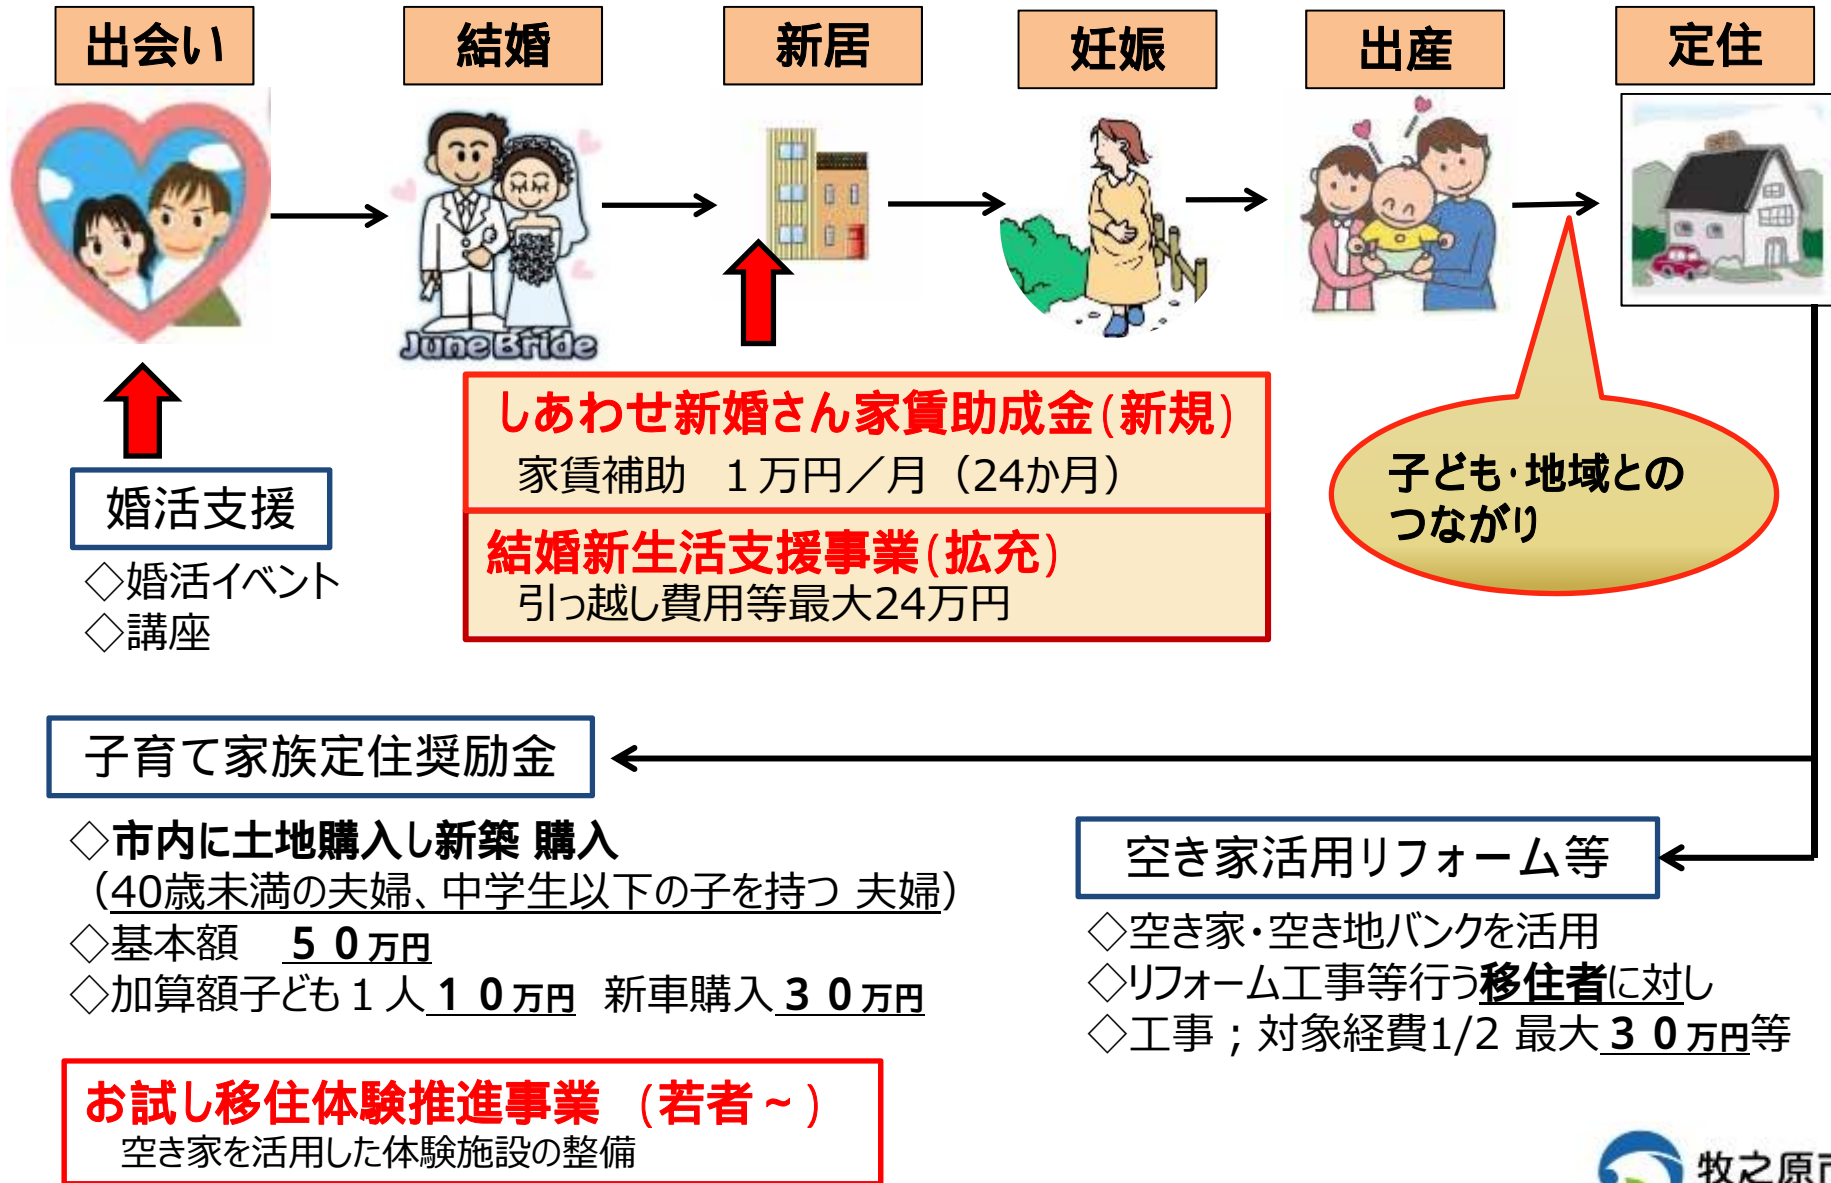 出会い
結婚
新居
妊娠
出産
定住
JuneBride
しあわせ新婚さん家賃助成金(新規)
家賃補助　１万円／月（24か月）
結婚新生活支援事業(拡充)
引っ越し費用等最大24万円
子ども･地域との
つながり
婚活支援
◇婚活イベント
◇講座
子育て家族定住奨励金
◇市内に土地購入し新築 購入
（40歳未満の夫婦、中学生以下の子を持つ 夫婦）
◇基本額　５０万円
◇加算額子ども１人１０万円　新車購入３０万円
空き家活用リフォーム等
◇空き家・空き地バンクを活用
◇リフォーム工事等行う移住者に対し
◇工事；対象経費1/2 最大３０万円等
お試し移住体験推進事業　(若者～)
空き家を活用した体験施設の整備
牧之原市